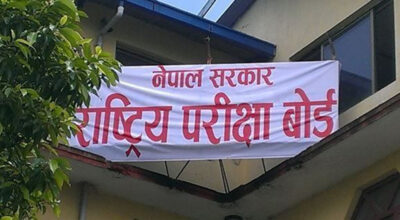 नेपाल सरकार
राष्ट्रिय परीक्षा बोर्ड